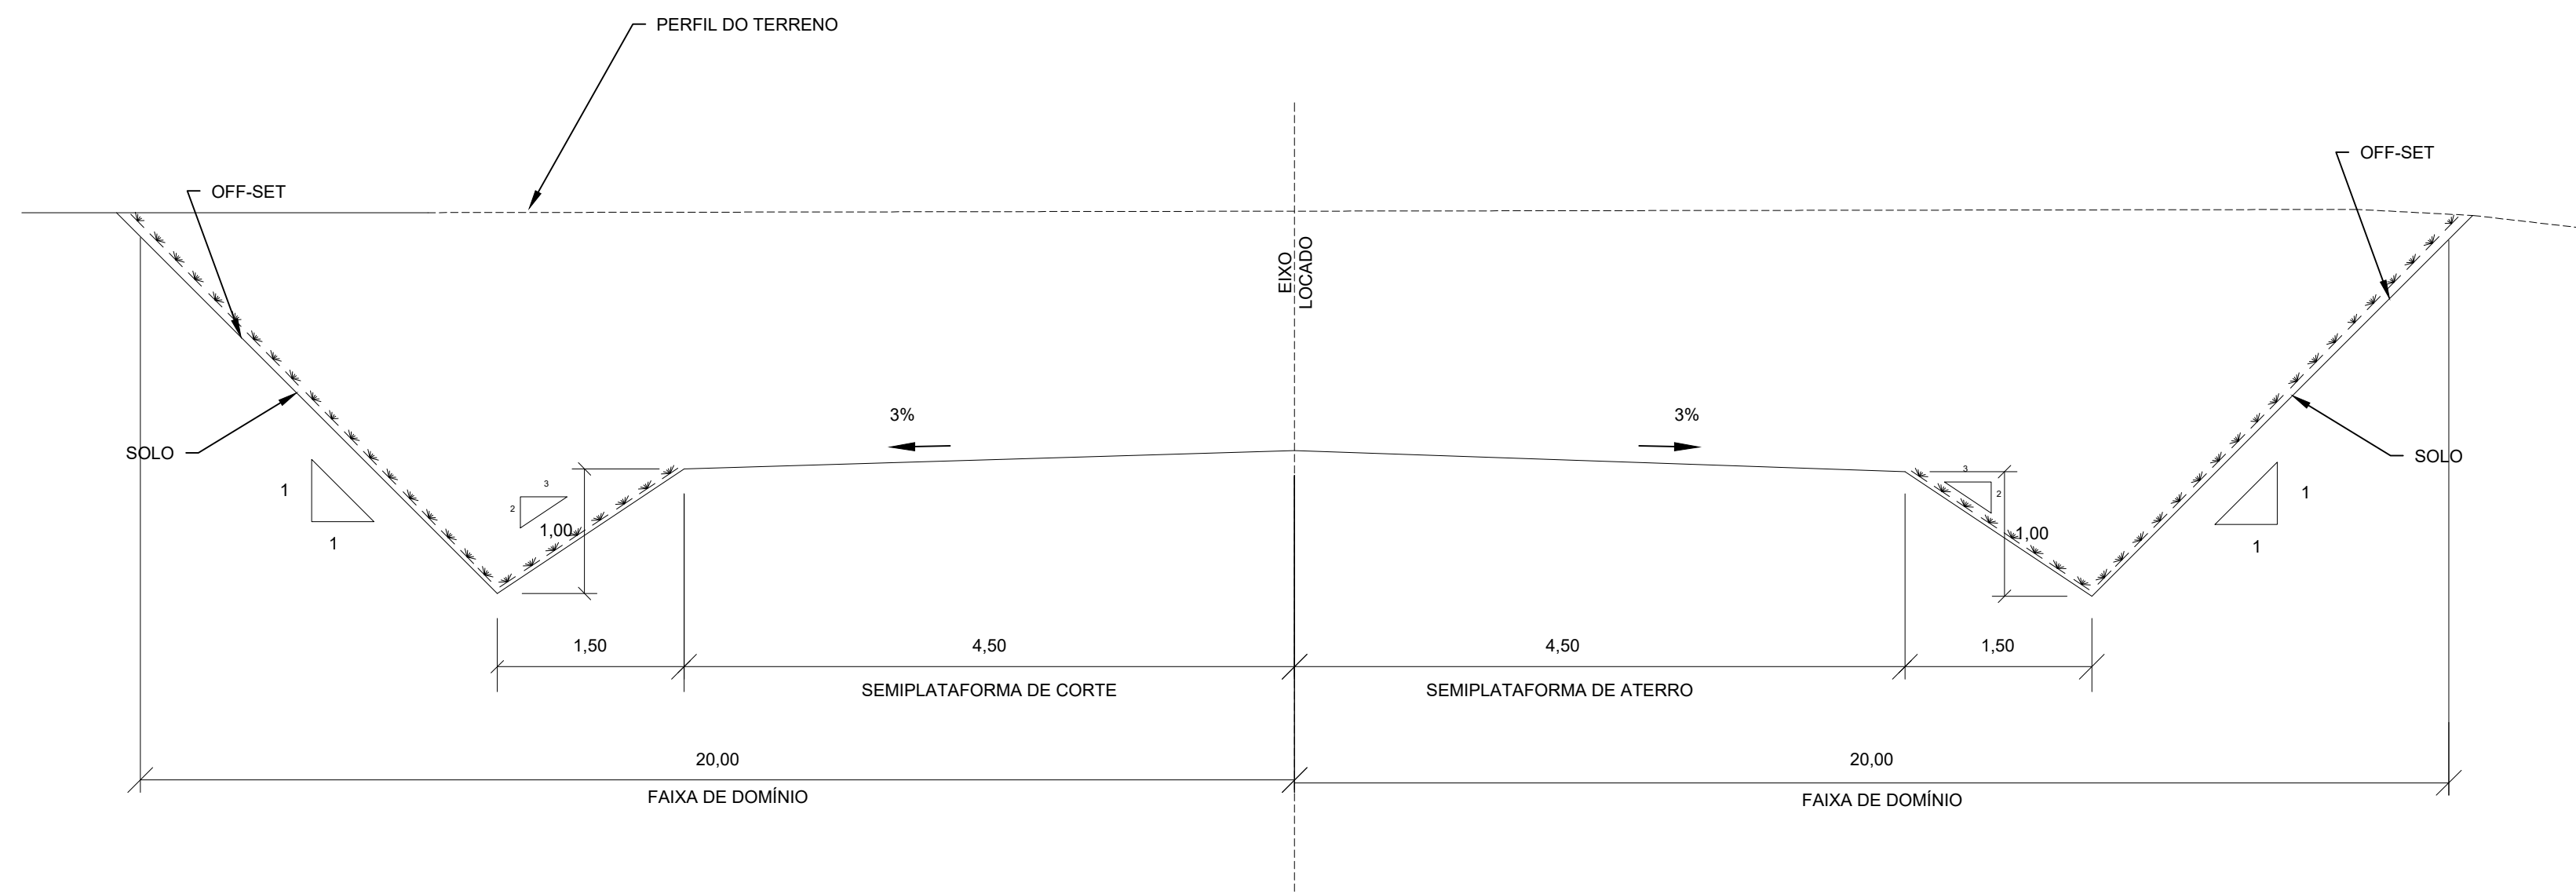 PERFIL DO TERRENO
OFF-SET
OFF-SET
EIXO
LOCADO
3%
3%
SOLO
SOLO
1
1
3
2
1,00
3
2
1,00
1
1
1,50
4,50
4,50
1,50
SEMIPLATAFORMA DE CORTE
SEMIPLATAFORMA DE ATERRO
20,00
20,00
FAIXA DE DOMÍNIO
FAIXA DE DOMÍNIO